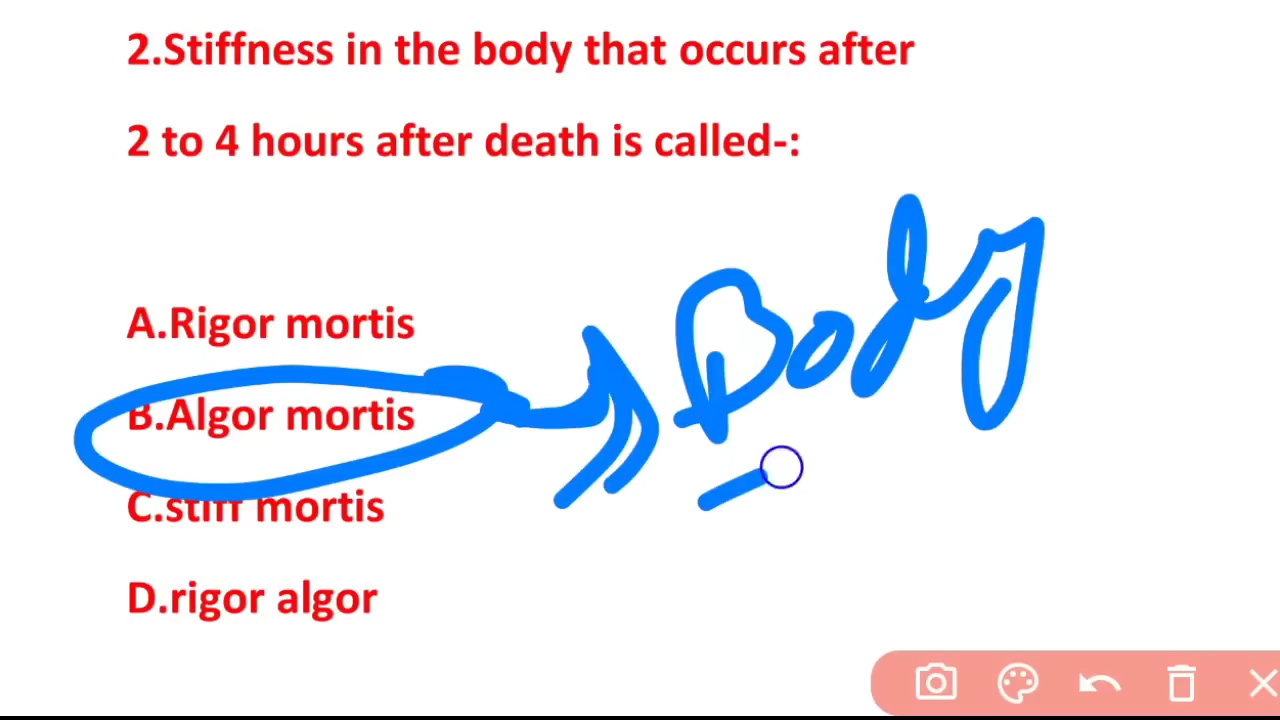 2.Stiffness in the body that occurs after
2 to 4 hours after death is called-:
A.Rigor mortis
B.Algor mortis
Body
C.stiff mortis
D.rigor algor